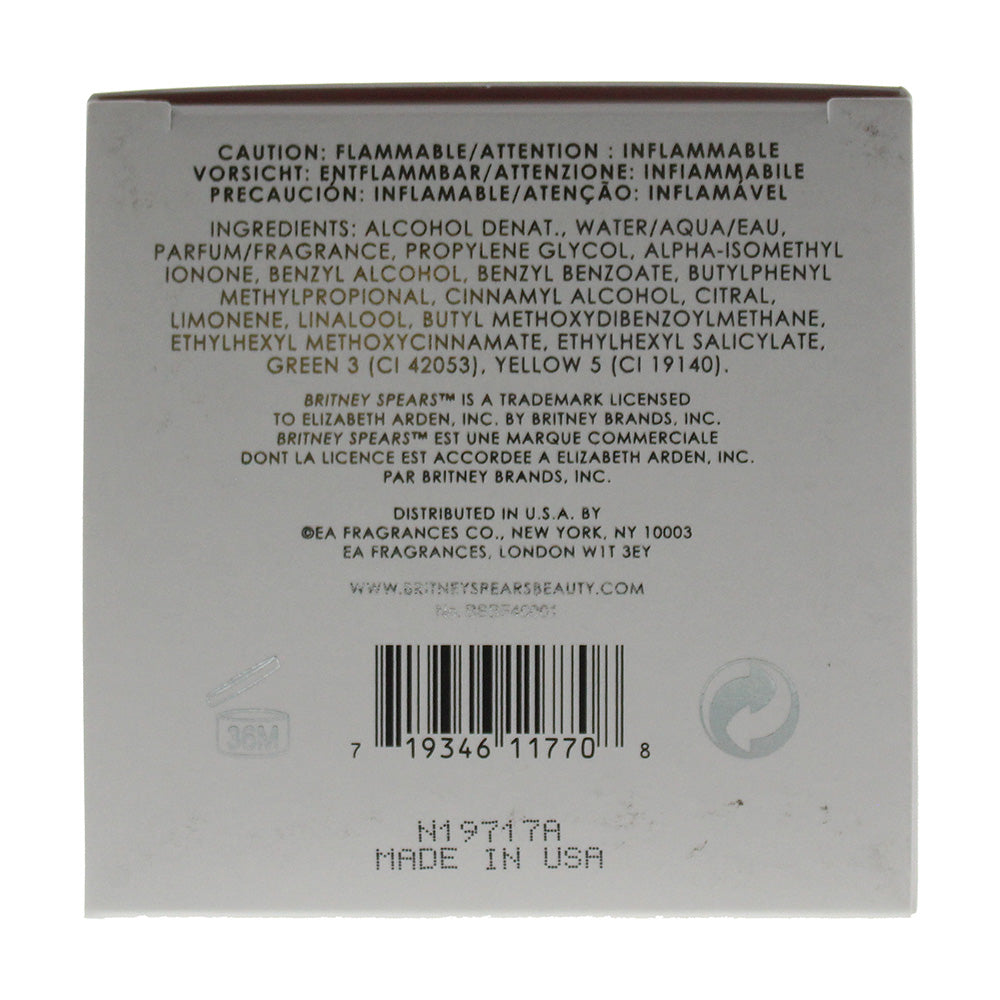 CAUTION: FLAMMABLE/ATTENTION : INFLAMMABLE
VORSICHT: ENTFLAMMBAR/ATTENZIONE: INFIAMMABILE
PRECAUCIÓN: INFLAMABLE/ATENÇÃO: INFLAMÁVEL
INGREDIENTS: ALCOHOL DENAT., WATER/AQUA/EAU,
PARFUM/FRAGRANCE, PROPYLENE GLYCOL, ALPHA-ISOMETHYL
IONONE, BENZYL ALCOHOL, BENZYL BENZOATE, BUTYLPHENYL
METHYLPROPIONAL, CINNAMYL ALCOHOL, CITRAL,
LIMONENE, LINALOOL, BUTYL METHOXYDIBENZOYLMETHANE,
ETHYLHEXYL METHOXYCINNAMATE, ETHYLHEXYL SALICYLATE,
GREEN 3 (CI 42053), YELLOW 5 (CI 19140).
BRITNEY SPEARS™ IS A TRADEMARK LICENSED
TO ELIZABETH ARDEN, INC. BY BRITNEY BRANDS, INC.
BRITNEY SPEARS™ EST UNE MARQUE COMMERCIALE
DONT LA LICENCE EST ACCORDEE A ELIZABETH ARDEN, INC.
PAR BRITNEY BRANDS, INC.
DISTRIBUTED IN U.S.A. BY
©EA FRAGRANCES CO., NEW YORK, NY 10003
EA FRAGRANCES, LONDON W1T 3EY
WWW.BRITNEYSPEARSBEAUTY.COM
No.
36M
7 19346 11770 8
N19717A
MADE IN USA